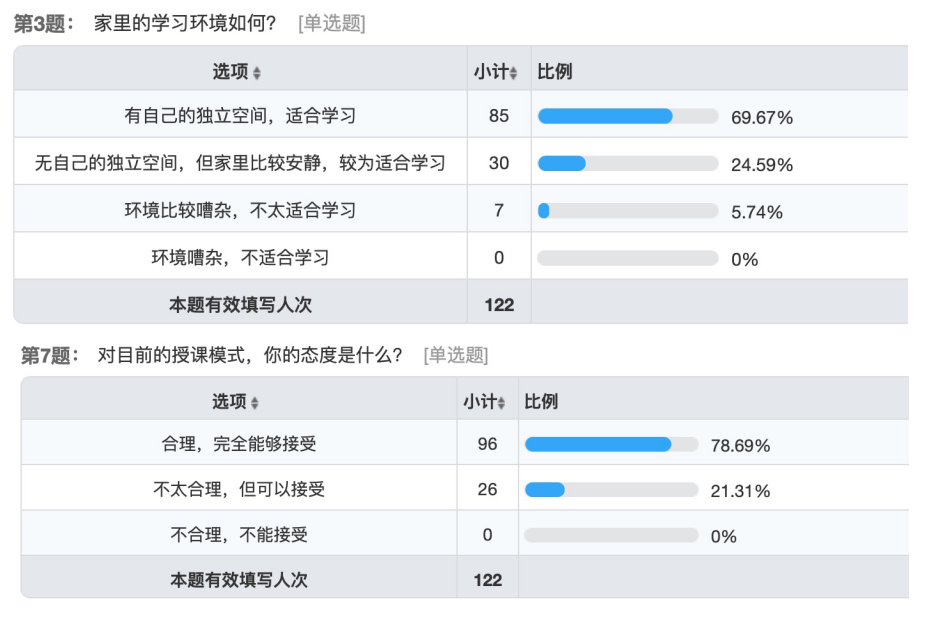 第3题： 家里的学习环境如何? [单选题]
选项 小计 比例
有自己的独立空间，适合学习 85 69.67%
无自己的独立空间，但家里比较安静，较为适合学习 30 24.59%
环境比较嘈杂，不太适合学习 7 5.74%
环境嘈杂，不适合学习 0 0%
本题有效填写人次 122
第7题： 对目前的授课模式，你的态度是什么? [单选题]
选项 小计 比例
合理，完全能够接受 96 78.69%
不太合理，但可以接受 26 21.31%
不合理，不能接受 0 0%
本题有效填写人次 122